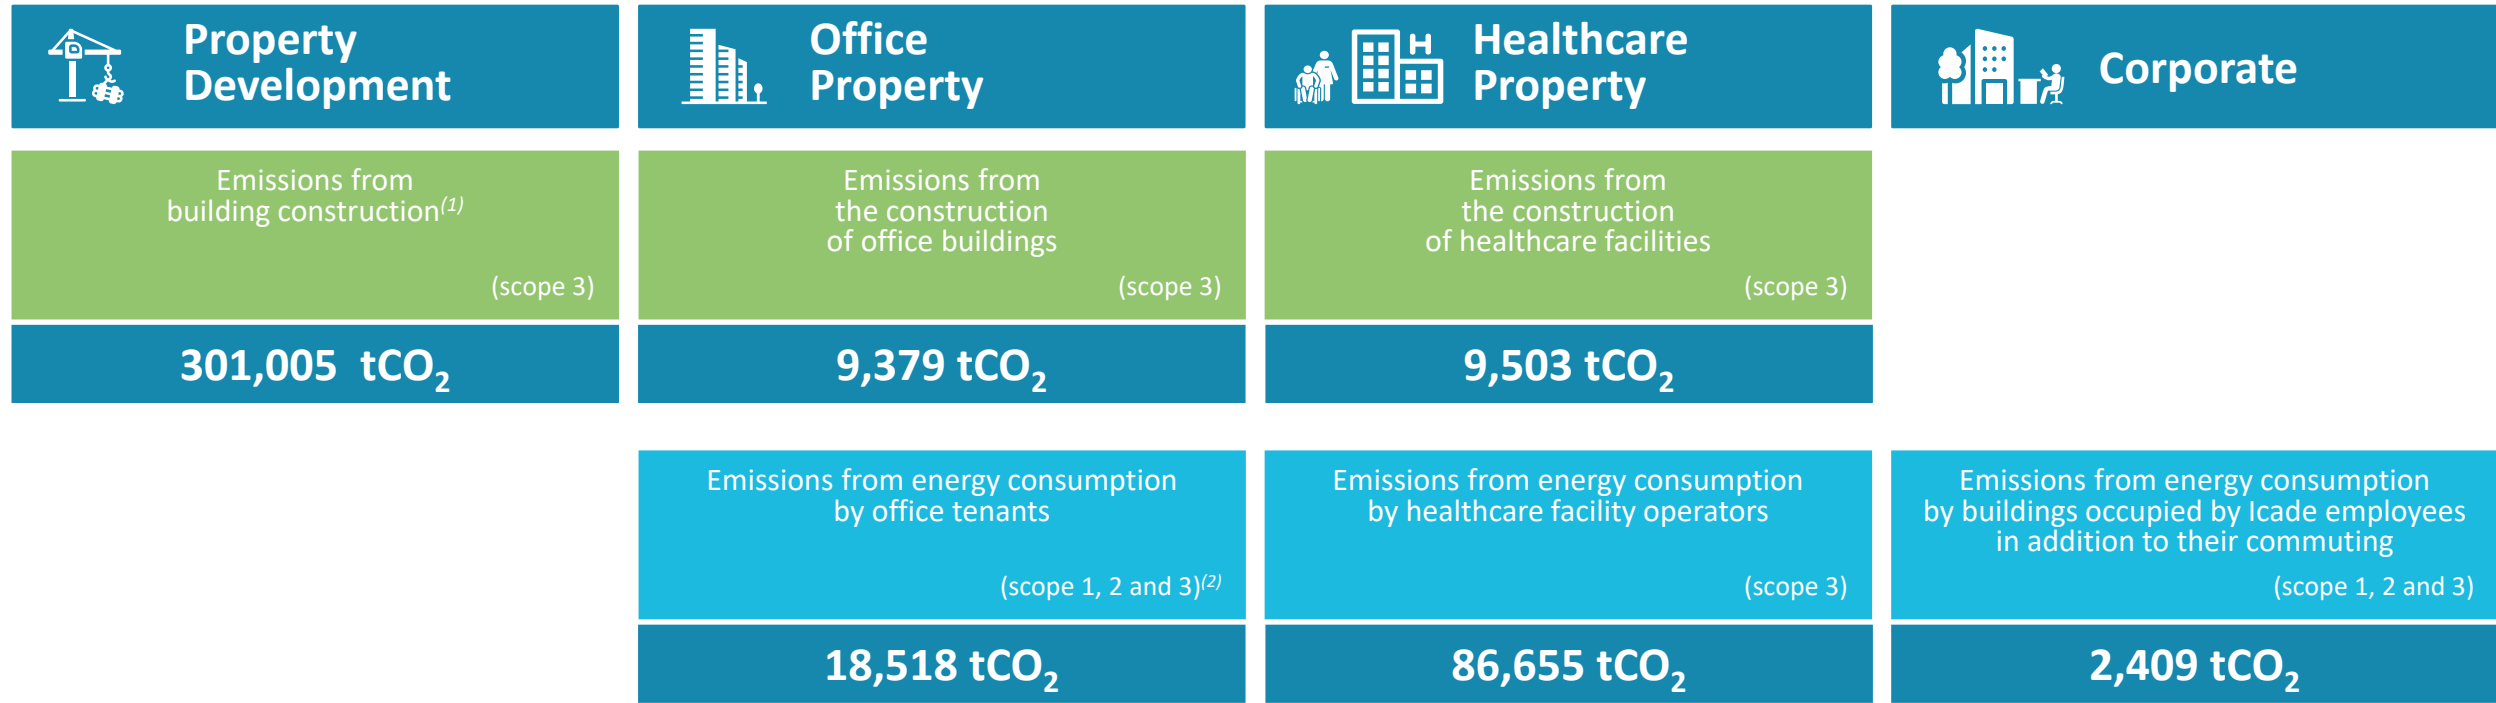 Property
Development
Office
Property
H
Healthcare
Property
Corporate
Emissions from
building construction(1)
(scope 3)
Emissions from
the construction
of office buildings
(scope 3)
Emissions from
the construction
of healthcare facilities
(scope 3)
301,005 tCO2
9,379 tCO2
9,503 tCO2
Emissions from energy consumption
by office tenants
(scope 1, 2 and 3)(2)
Emissions from energy consumption
by healthcare facility operators
(scope 3)
Emissions from energy consumption
by buildings occupied by Icade employees
in addition to their commuting
(scope 1, 2 and 3)
18,518 tCO2
86,655 tCO2
2,409 tCO2